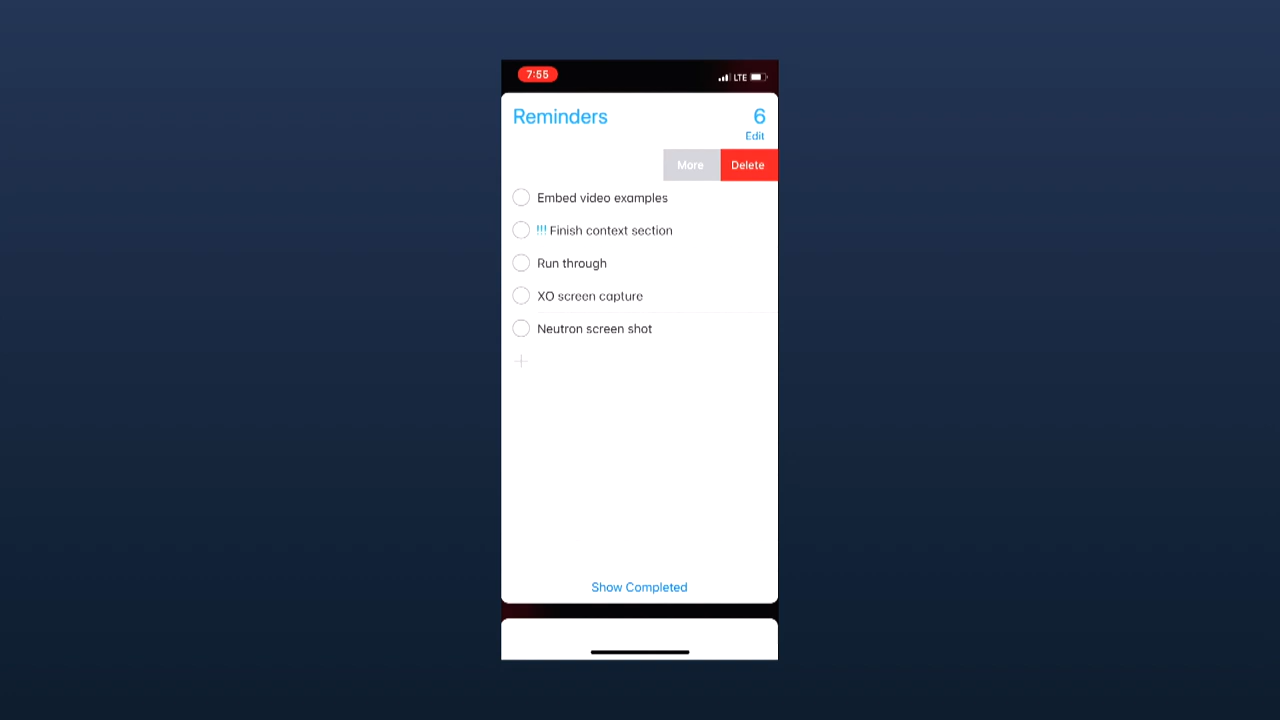 7:55 LTE
Reminders 6
Edit
More Delete
Embed video examples
!!! Finish context section
Run through
XO screen capture
Neutron screen shot
Show Completed